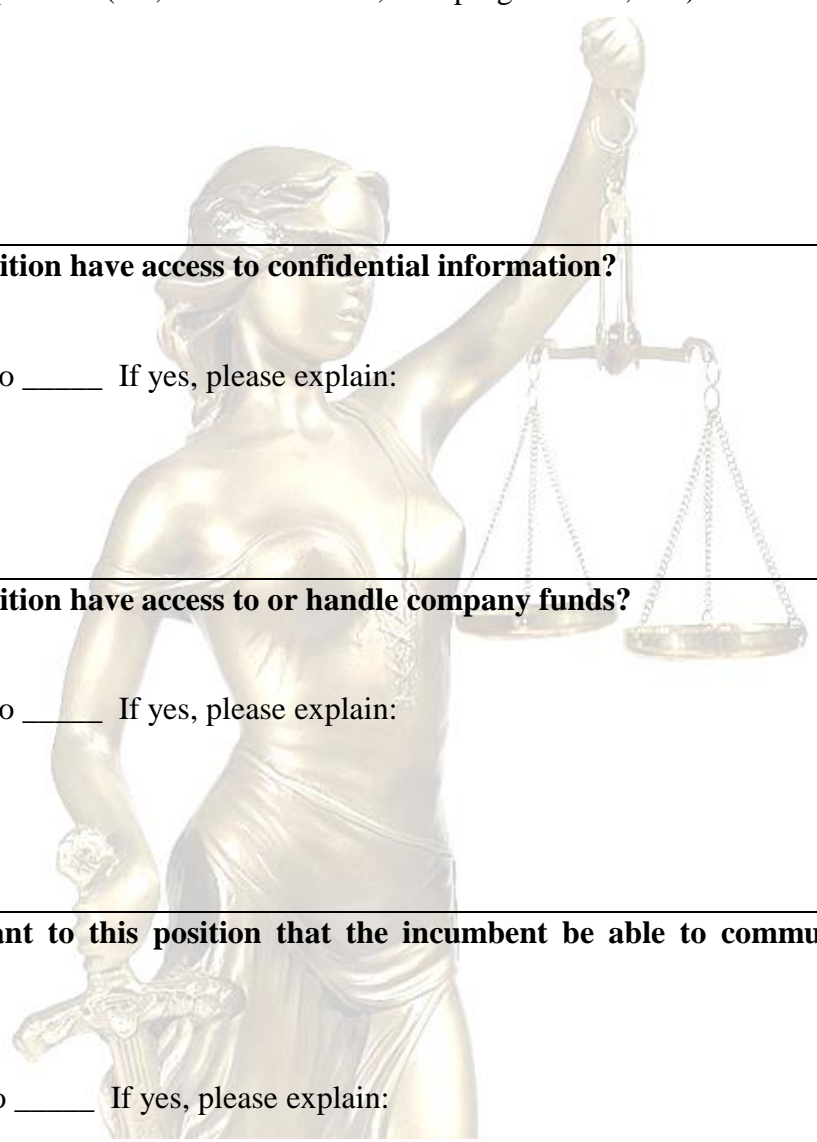 ition have access to confidential information?
o _____ If yes, please explain:
ition have access to or handle company funds?
o _____ If yes, please explain:
ant to this position that the incumbent be able to commu
o _____ If yes, please explain: